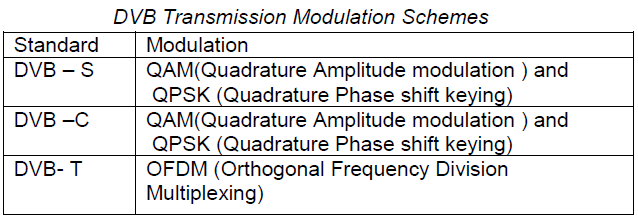 DVB Transmission Modulation Schemes
Standard Modulation
DVB – S QAM(Quadrature Amplitude modulation ) and
QPSK (Quadrature Phase shift keying)
DVB –C QAM(Quadrature Amplitude modulation ) and
QPSK (Quadrature Phase shift keying)
DVB- T OFDM (Orthogonal Frequency Division
Multiplexing)